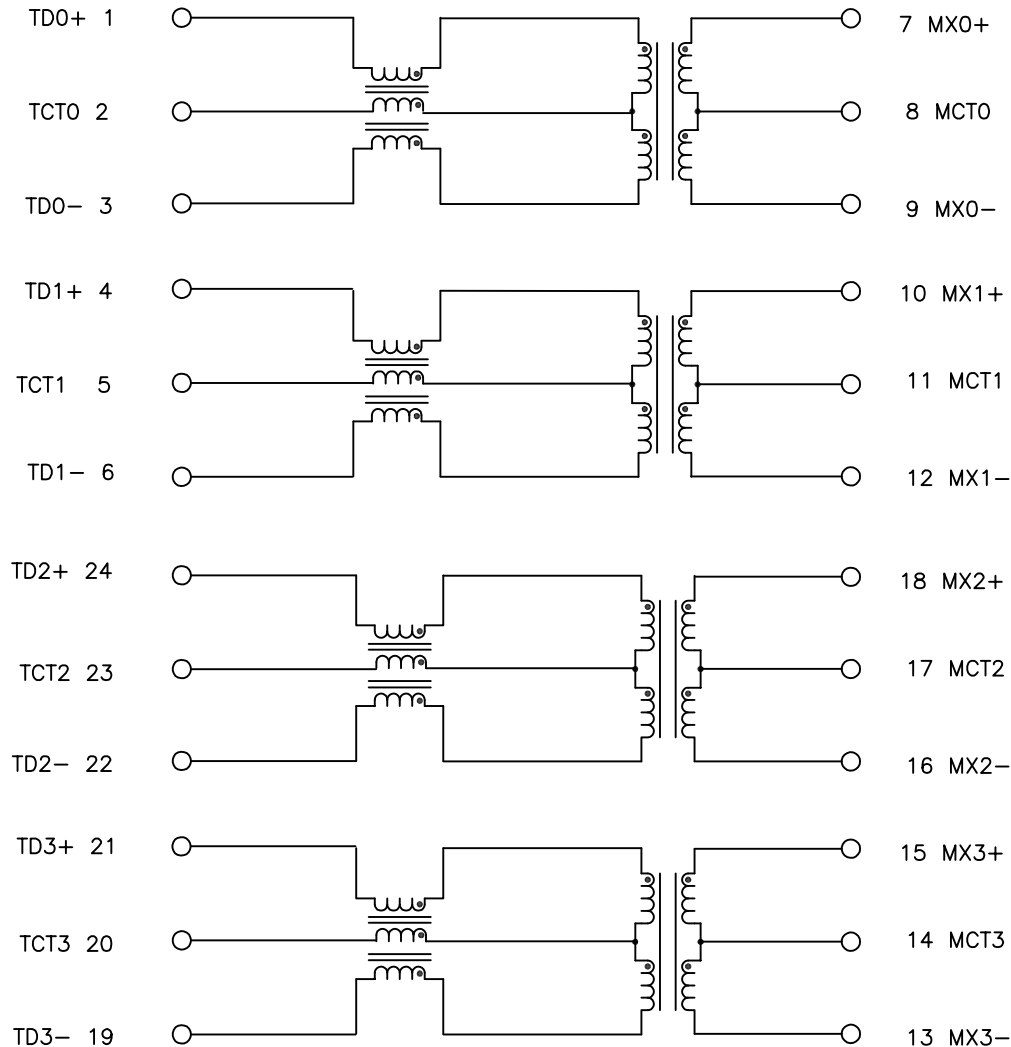 TD0+ 1
7 MX0+
TCT0 2
8 MCT0
TD0- 3
9 MX0-
TD1+ 4
10 MX1+
TCT1 5
11 MCT1
TD1- 6
12 MX1-
TD2+ 24
18 MX2+
TCT2 23
17 MCT2
TD2- 22
16 MX2-
TD3+ 21
15 MX3+
TCT3 20
14 MCT3
TD3- 19
13 MX3-